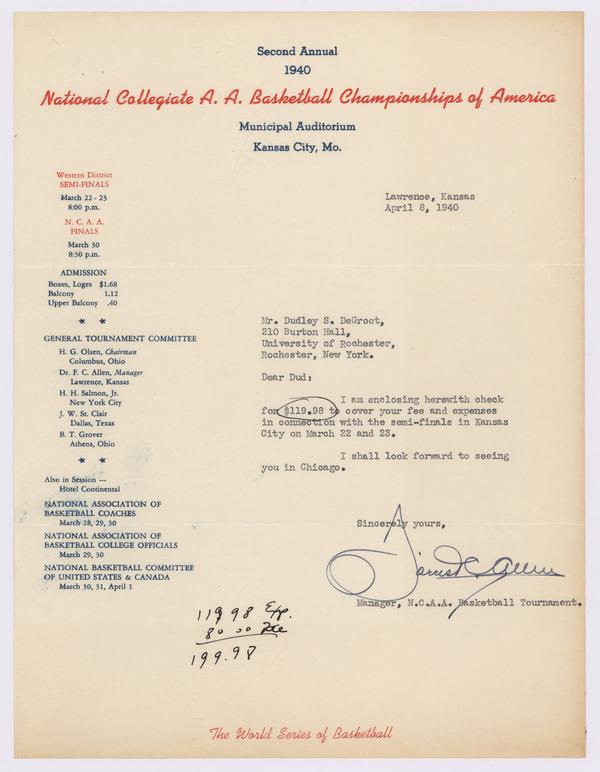 Second Annual
1940
National Collegiate A. A. Basketball Championships of America
Municipal Auditorium
Kansas City, Mo.
Western District
SEMI-FINALS
March 22 - 23
8:00 p.m.
N. C. A. A.
FINALS
March 30
8:30 p.m.
ADMISSION
Boxes, Loges $1.68
Balcony 1.12
Upper Balcony .40
GENERAL TOURNAMENT COMMITTEE
H. G. Olsen, Chairman
Columbus, Ohio
Dr. F. C. Allen, Manager
Lawrence, Kansas
H. H. Salmon, Jr.
New York City
J. W. St. Clair
Dallas, Texas
B. T. Grover
Athens, Ohio
Also in Session ---
Hotel Continental
NATIONAL ASSOCIATION OF
BASKETBALL COACHES
March 28, 29, 30
NATIONAL ASSOCIATION OF
BASKETBALL COLLEGE OFFICIALS
March 29, 30
NATIONAL BASKETBALL COMMITTEE
OF UNITED STATES & CANADA
March 30, 31, April 1
Lawrence, Kansas
April 8, 1940
Mr. Dudley S. DeGroot,
210 Burton Hall,
University of Rochester,
Rochester, New York.
Dear Dud:
I am enclosing herewith check
for $119.98 to cover your fee and expenses
in connection with the semi-finals in Kansas
City on March 22 and 23.
I shall look forward to seeing
you in Chicago.
Sincerely yours,
Forrest C. Allen
Manager, N.C.A.A. Basketball Tournament.
119 98 Exp.
80.00 Fee
199.98
The World Series of Basketball